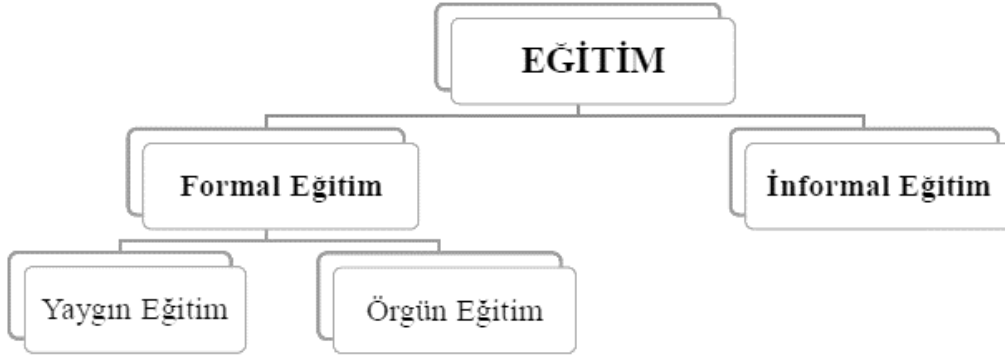 EĞİTİM
Formal Eğitim
İnformal Eğitim
Yaygın Eğitim
Örgün Eğitim